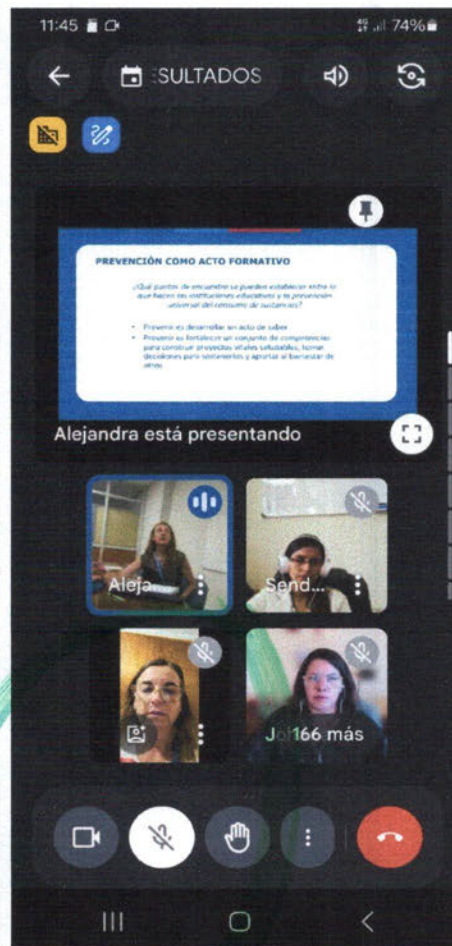 11:45
74%
ESULTADOS
PREVENCIÓN COMO ACTO FORMATIVO
¿Qué puntos de encuentro se pueden establecer entre lo
que hacen las instituciones educativas y la prevención
universal del consumo de sustancias?
• Prevenir es desarrollar un acto de saber
• Prevenir es fortalecer un conjunto de competencias
para construir proyectos vitales saludables, tomar
decisiones para sostenerlos y aportar al bienestar de
otros
Alejandra está presentando
Aleja...
Send...
166 más